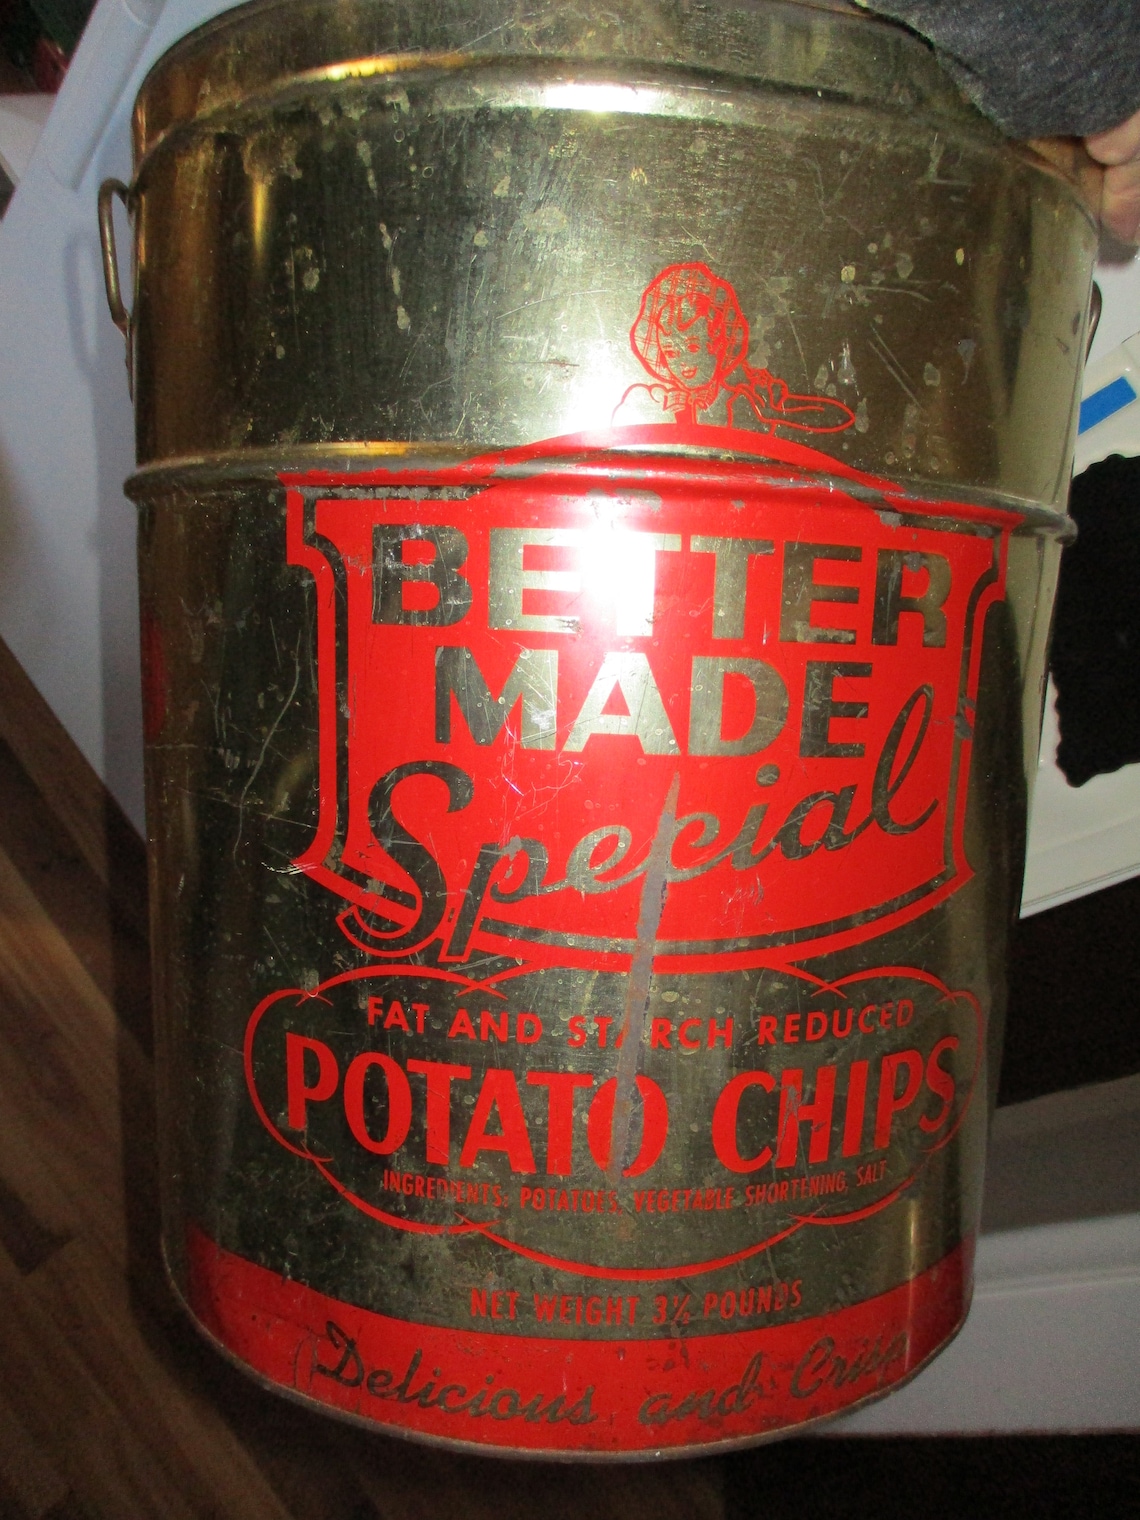 BETTER
MADE
Special
FAT AND STARCH REDUCED
POTATO CHIPS
INGREDIENTS: POTATOES, VEGETABLE SHORTENING, SALT
NET WEIGHT 3½ POUNDS
Delicious and Crisp